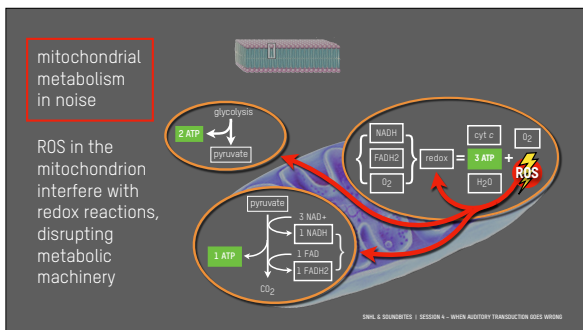 mitochondrial
metabolism
in noise
ROS in the
mitochondrion
interfere with
redox reactions,
disrupting
metabolic
machinery
glycolysis
2 ATP
pyruvate
NADH
FADH2
O2
redox
=
cyt c
3 ATP
H2O
+
O2
ROS
pyruvate
3 NAD+
1 NADH
1 ATP
1 FAD
1 FADH2
CO2
SNHL & SOUNDBITES | SESSION 4 – WHEN AUDITORY TRANSDUCTION GOES WRONG